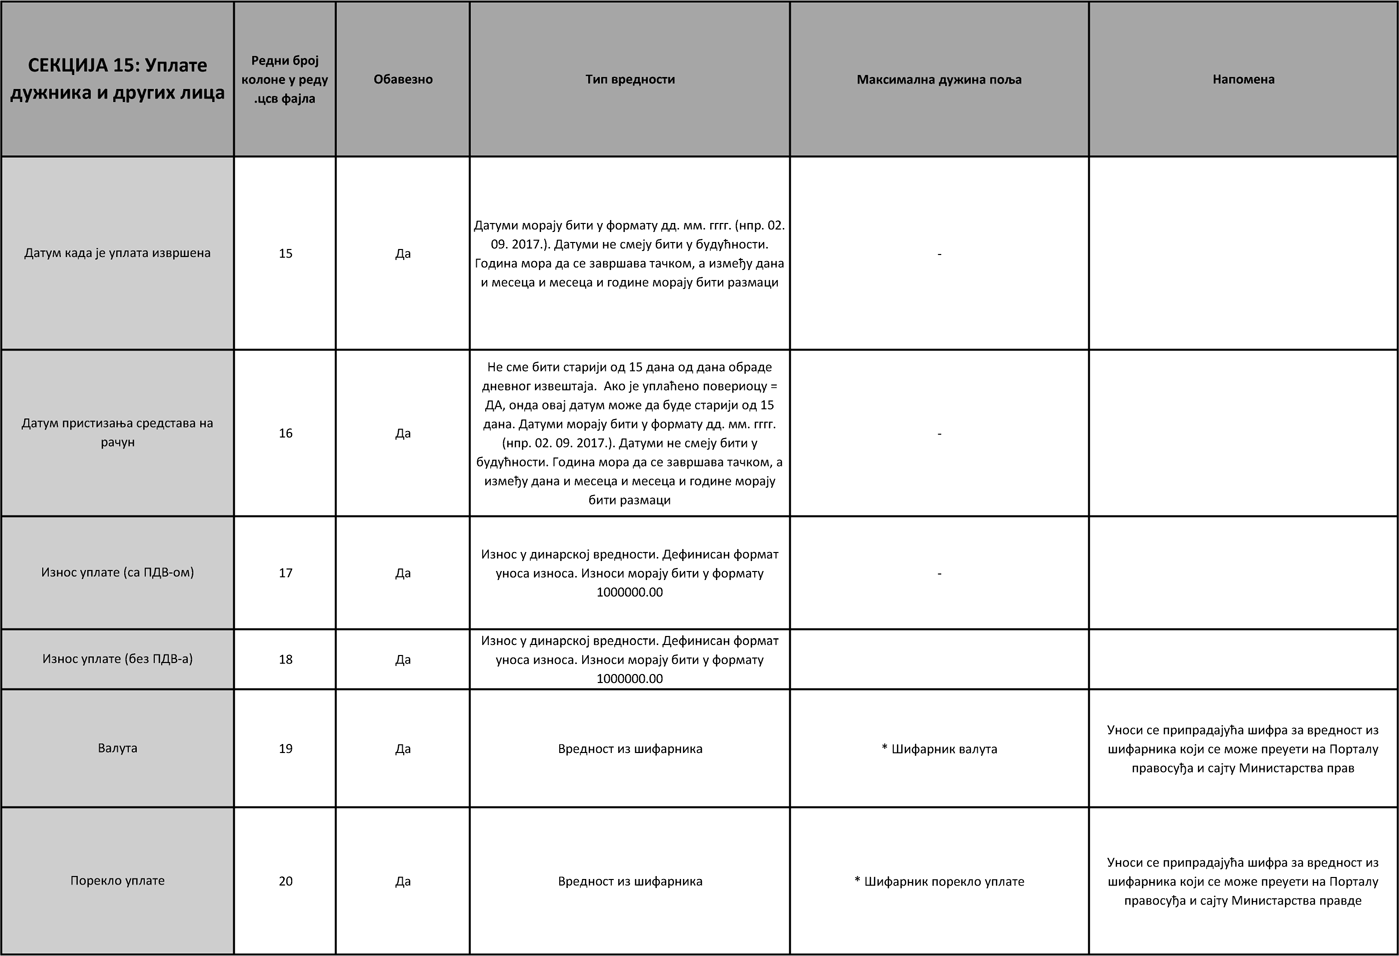 СЕКЦИЈА 15: Уплате
дужника и других лица
Редни број
колоне у реду
.цсв фајла
Обавезно
Тип вредности
Максимална дужина поља
Напомена
Датум када је уплата извршена
15
Да
Датуми морају бити у формату дд. мм. гггг. (нпр. 02.
09. 2017.). Датуми не смеју бити у будућности.
Година мора да се завршава тачком, а између дана
и месеца и месеца и године морају бити размаци
-
Датум пристизања средстава на
рачун
16
Да
Не сме бити старији од 15 дана од дана обраде
дневног извештаја.  Ако је уплаћено повериоцу =
ДА, онда овај датум може да буде старији од 15
дана. Датуми морају бити у формату дд. мм. гггг.
(нпр. 02. 09. 2017.). Датуми не смеју бити у
будућности. Година мора да се завршава тачком, а
између дана и месеца и месеца и године морају
бити размаци
-
Износ уплате (са ПДВ-ом)
17
Да
Износ у динарској вредности. Дефинисан формат
уноса износа. Износи морају бити у формату
1000000.00
-
Износ уплате (без ПДВ-а)
18
Да
Износ у динарској вредности. Дефинисан формат
уноса износа. Износи морају бити у формату
1000000.00
Валута
19
Да
Вредност из шифарника
* Шифарник валута
Уноси се припрадајућа шифра за вредност из
шифарника који се може преуети на Порталу
правосуђа и сајту Министарства прав
Порекло уплате
20
Да
Вредност из шифарника
* Шифарник порекло уплате
Уноси се припрадајућа шифра за вредност из
шифарника који се може преуети на Порталу
правосуђа и сајту Министарства правде